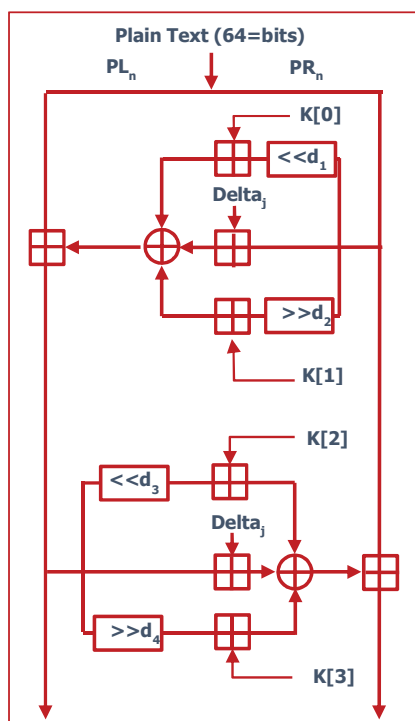 Plain Text (64=bits)
PLₙ PRₙ
K[0]
<<d₁
Deltaⱼ
>>d₂
K[1]
K[2]
<<d₃
Deltaⱼ
>>d₄
K[3]